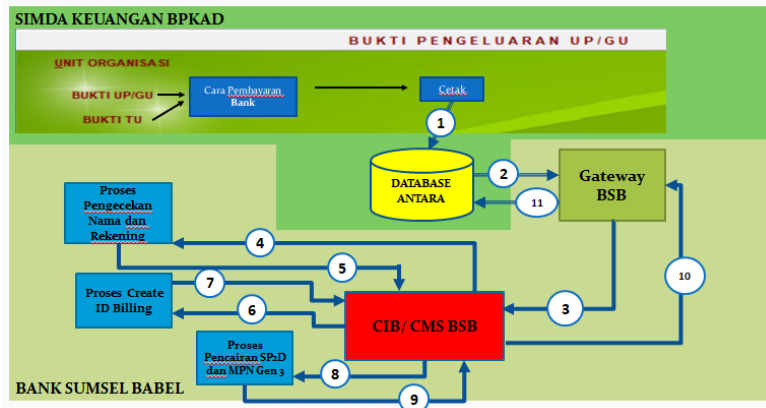 SIMDA KEUANGAN BPKAD
BUKTI PENGELUARAN UP/GU
UNIT ORGANISASI
BUKTI UP/GU
BUKTI TU
Cara Pembayaran
Bank
Cetak
1
DATABASE
ANTARA
2
11
Gateway
BSB
Proses
Pengecekan
Nama dan
Rekening
4
5
10
Proses Create
ID Billing
7
6
CIB/ CMS BSB
3
Proses
Pencairan SP2D
dan MPN Gen 3
8
9
BANK SUMSEL BABEL